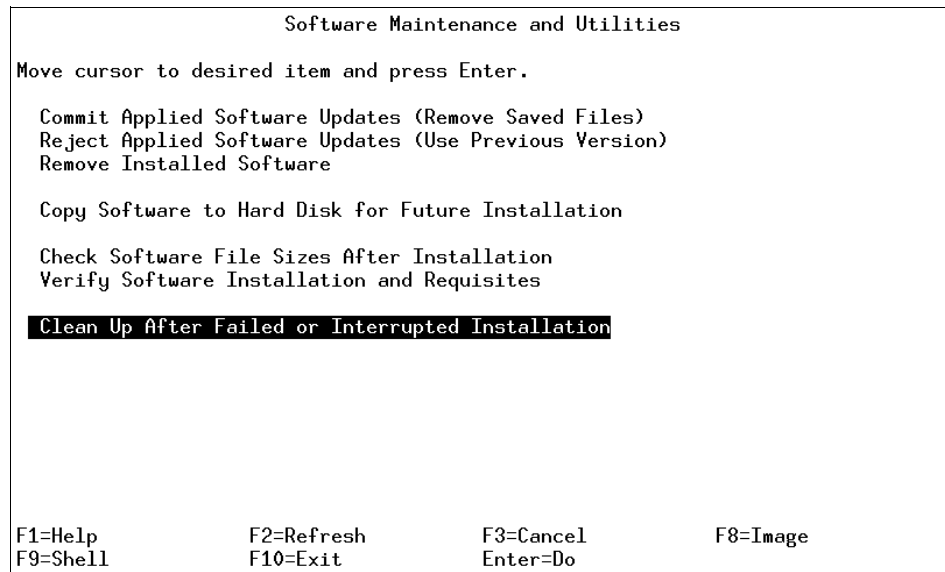 Software Maintenance and Utilities
Move cursor to desired item and press Enter.
Commit Applied Software Updates (Remove Saved Files)
Reject Applied Software Updates (Use Previous Version)
Remove Installed Software
Copy Software to Hard Disk for Future Installation
Check Software File Sizes After Installation
Verify Software Installation and Requisites
Clean Up After Failed or Interrupted Installation
F1=Help F2=Refresh F3=Cancel F8=Image
F9=Shell F10=Exit Enter=Do